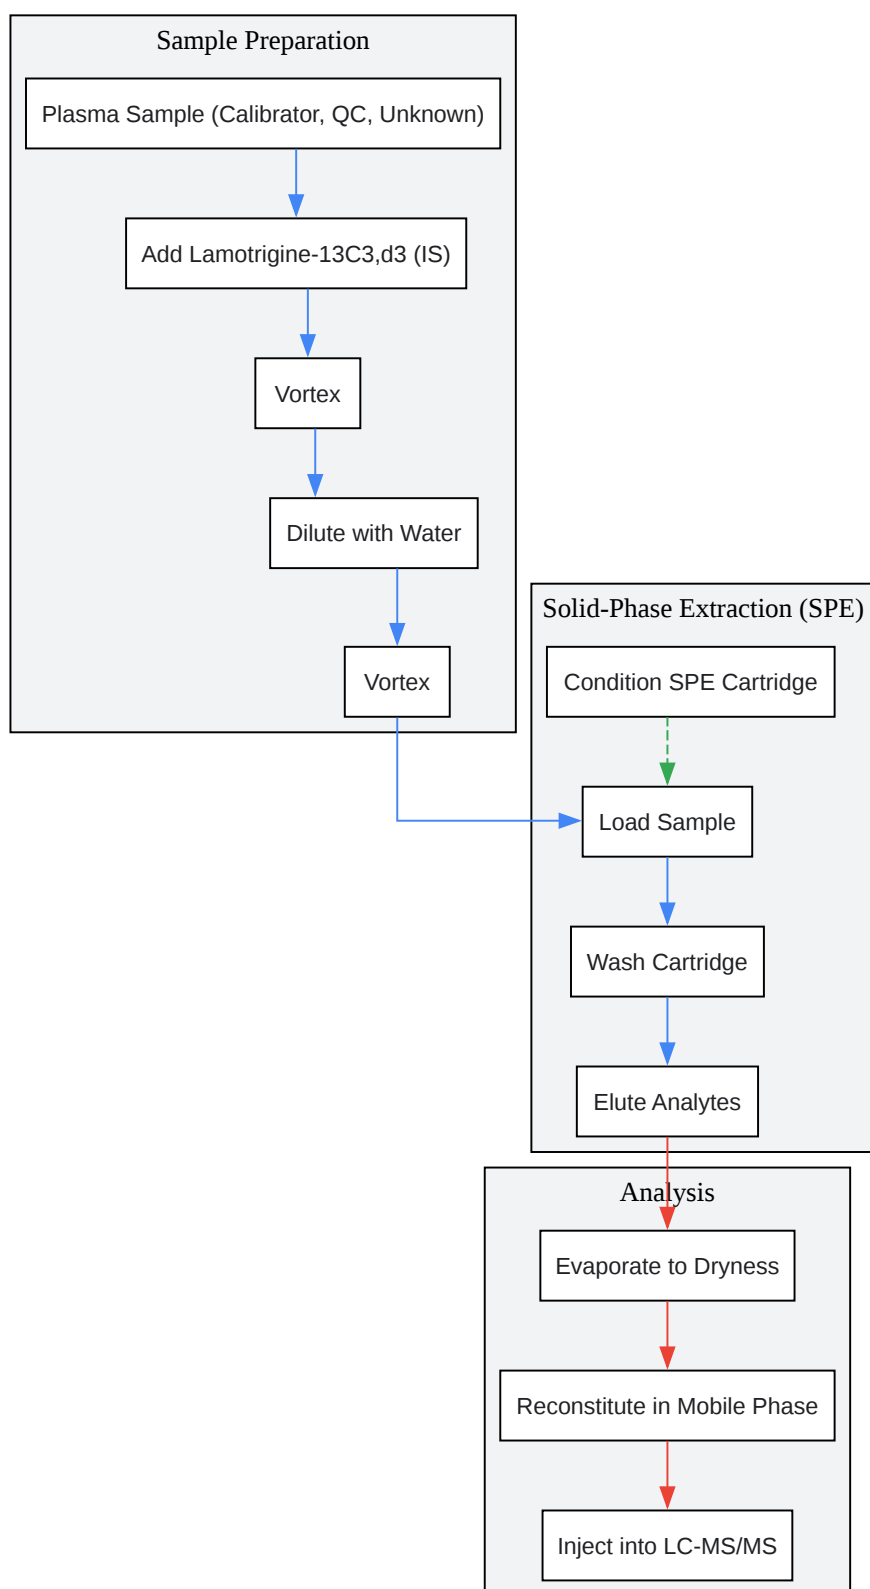 Sample Preparation
Plasma Sample (Calibrator, QC, Unknown)
Add Lamotrigine-13C3,d3 (IS)
Vortex
Dilute with Water
Vortex
Solid-Phase Extraction (SPE)
Condition SPE Cartridge
Load Sample
Wash Cartridge
Elute Analytes
Analysis
Evaporate to Dryness
Reconstitute in Mobile Phase
Inject into LC-MS/MS